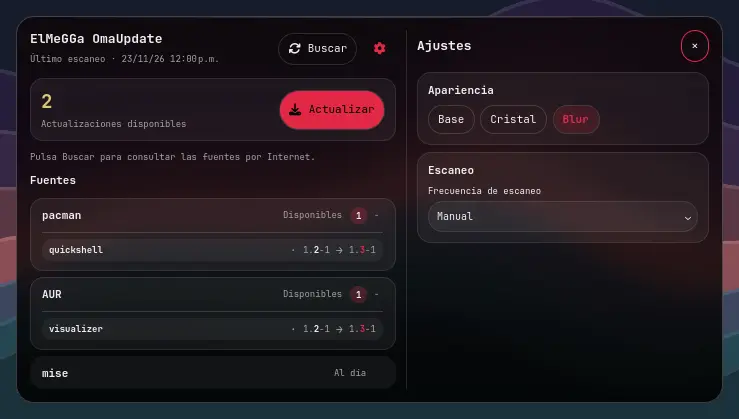 ElMeGGa OmaUpdate
Último escaneo · 23/11/26 12:00p.m.
Buscar
2
Actualizaciones disponibles
Actualizar
Pulsa Buscar para consultar las fuentes por Internet.
Fuentes
pacman Disponibles 1 -
quickshell · 1.2-1 → 1.3-1
AUR Disponibles 1 -
visualizer · 1.2-1 → 1.3-1
mise Al día
Ajustes ×
Apariencia
Base Cristal Blur
Escaneo
Frecuencia de escaneo
Manual